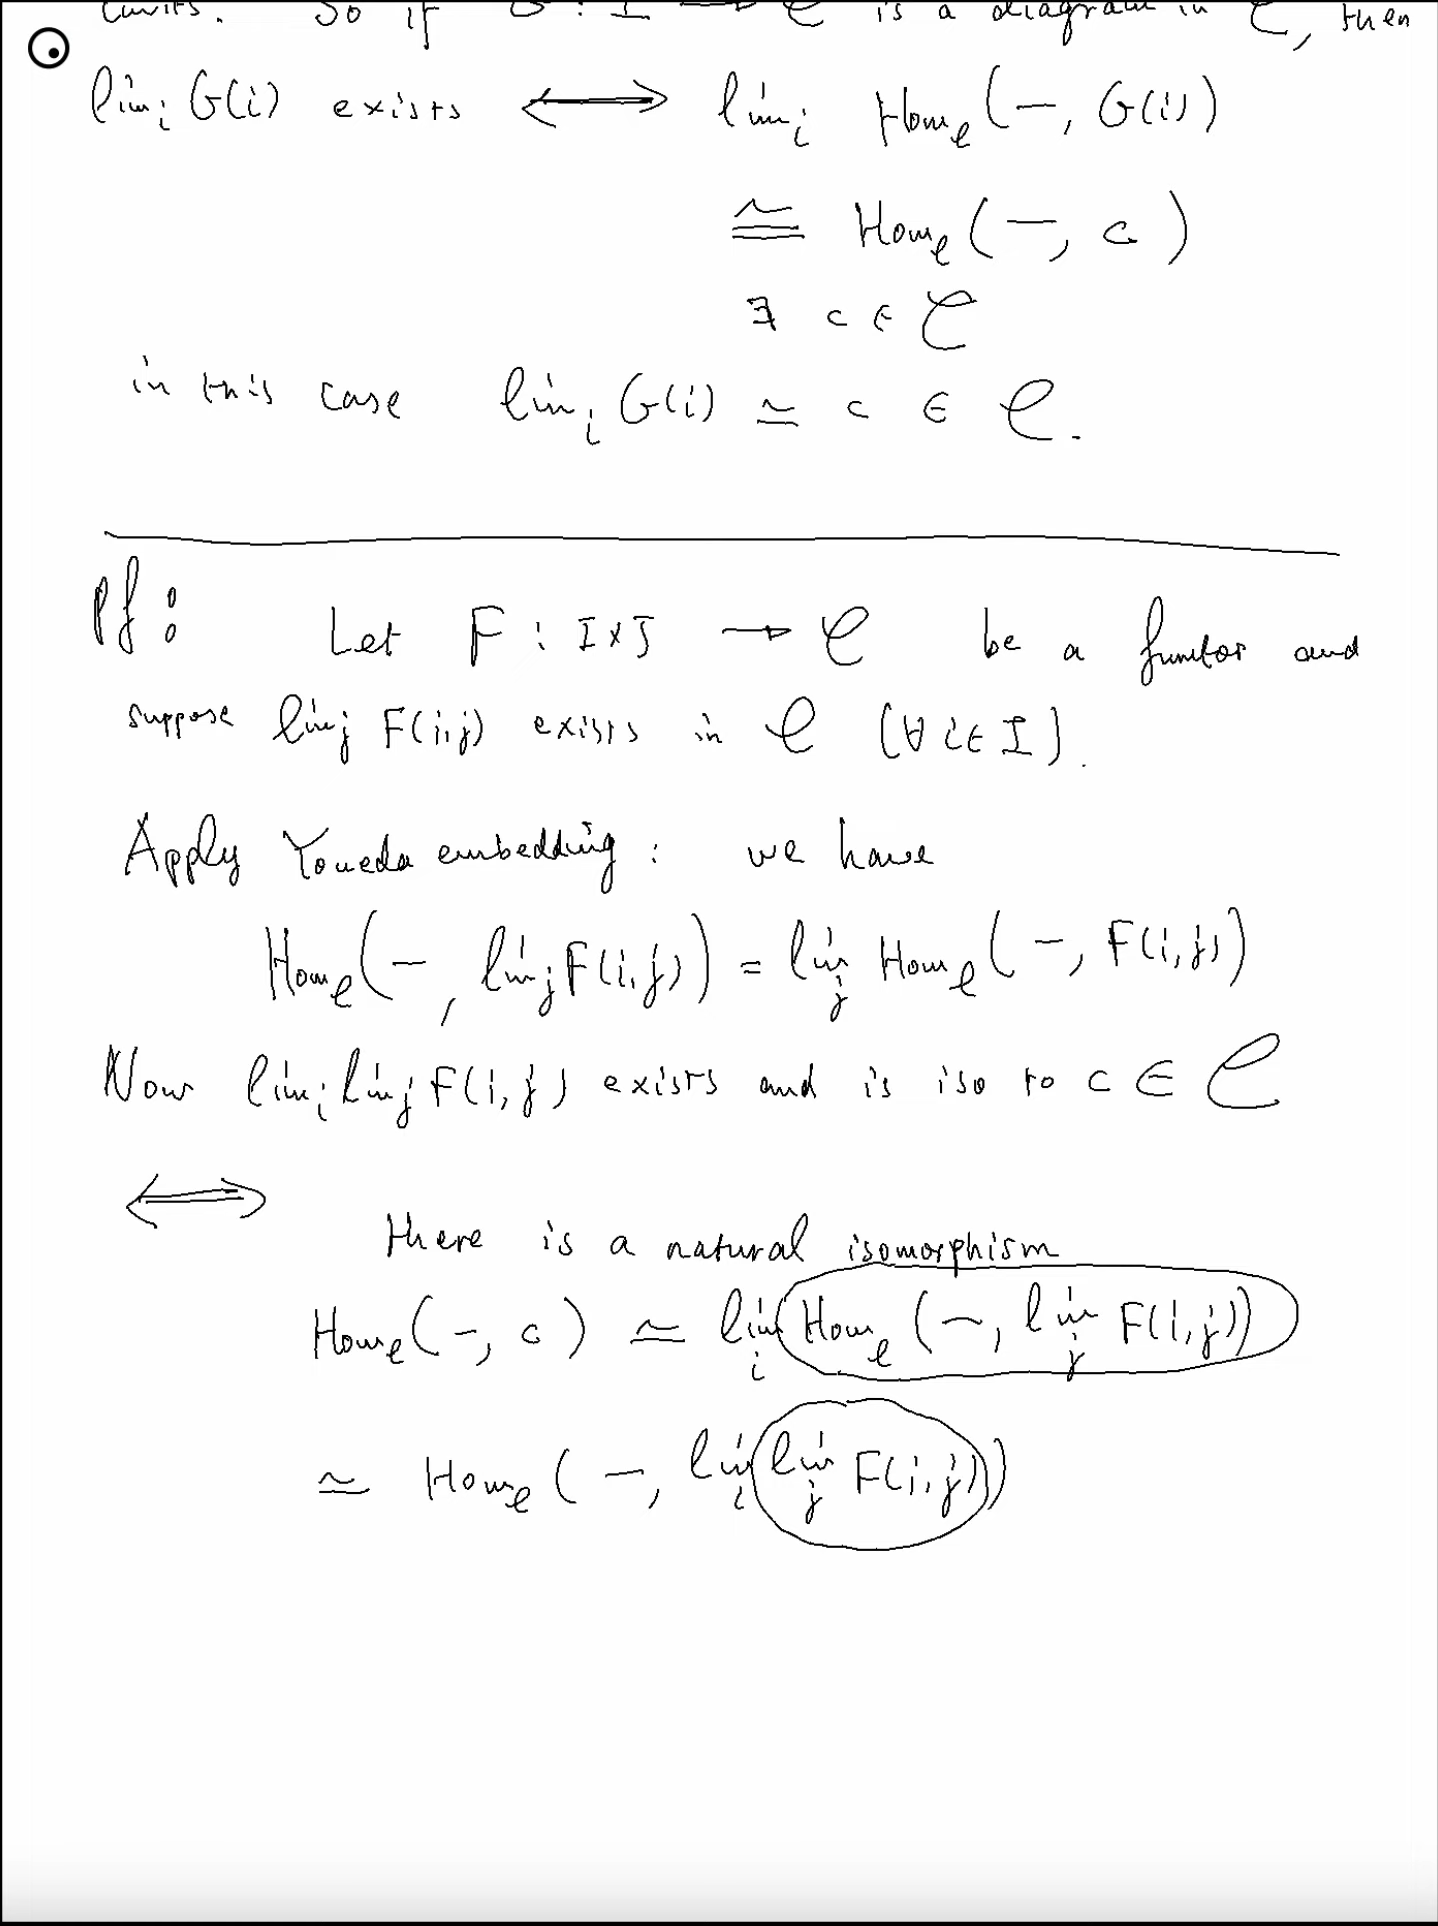 limits. So if G : I → C is a diagram in C, then
lim_i G(i) exists ⟺ lim_i Hom_C(−, G(i))
≅ Hom_C(−, c)
∃ c ∈ C
in this case lim_i G(i) ≃ c ∈ C.
Pf: Let F : I×J → C be a functor and
suppose lim_j F(i,j) exists in C (∀ i ∈ I).
Apply Yoneda embedding: we have
Hom_C(−, lim_j F(i,j)) = lim_j Hom_C(−, F(i,j))
Now lim_i lim_j F(i,j) exists and is iso to c ∈ C
⟺
there is a natural isomorphism
Hom_C(−, c) ≃ lim_i Hom_C(−, lim_j F(i,j))
≃ Hom_C(−, lim_i lim_j F(i,j))